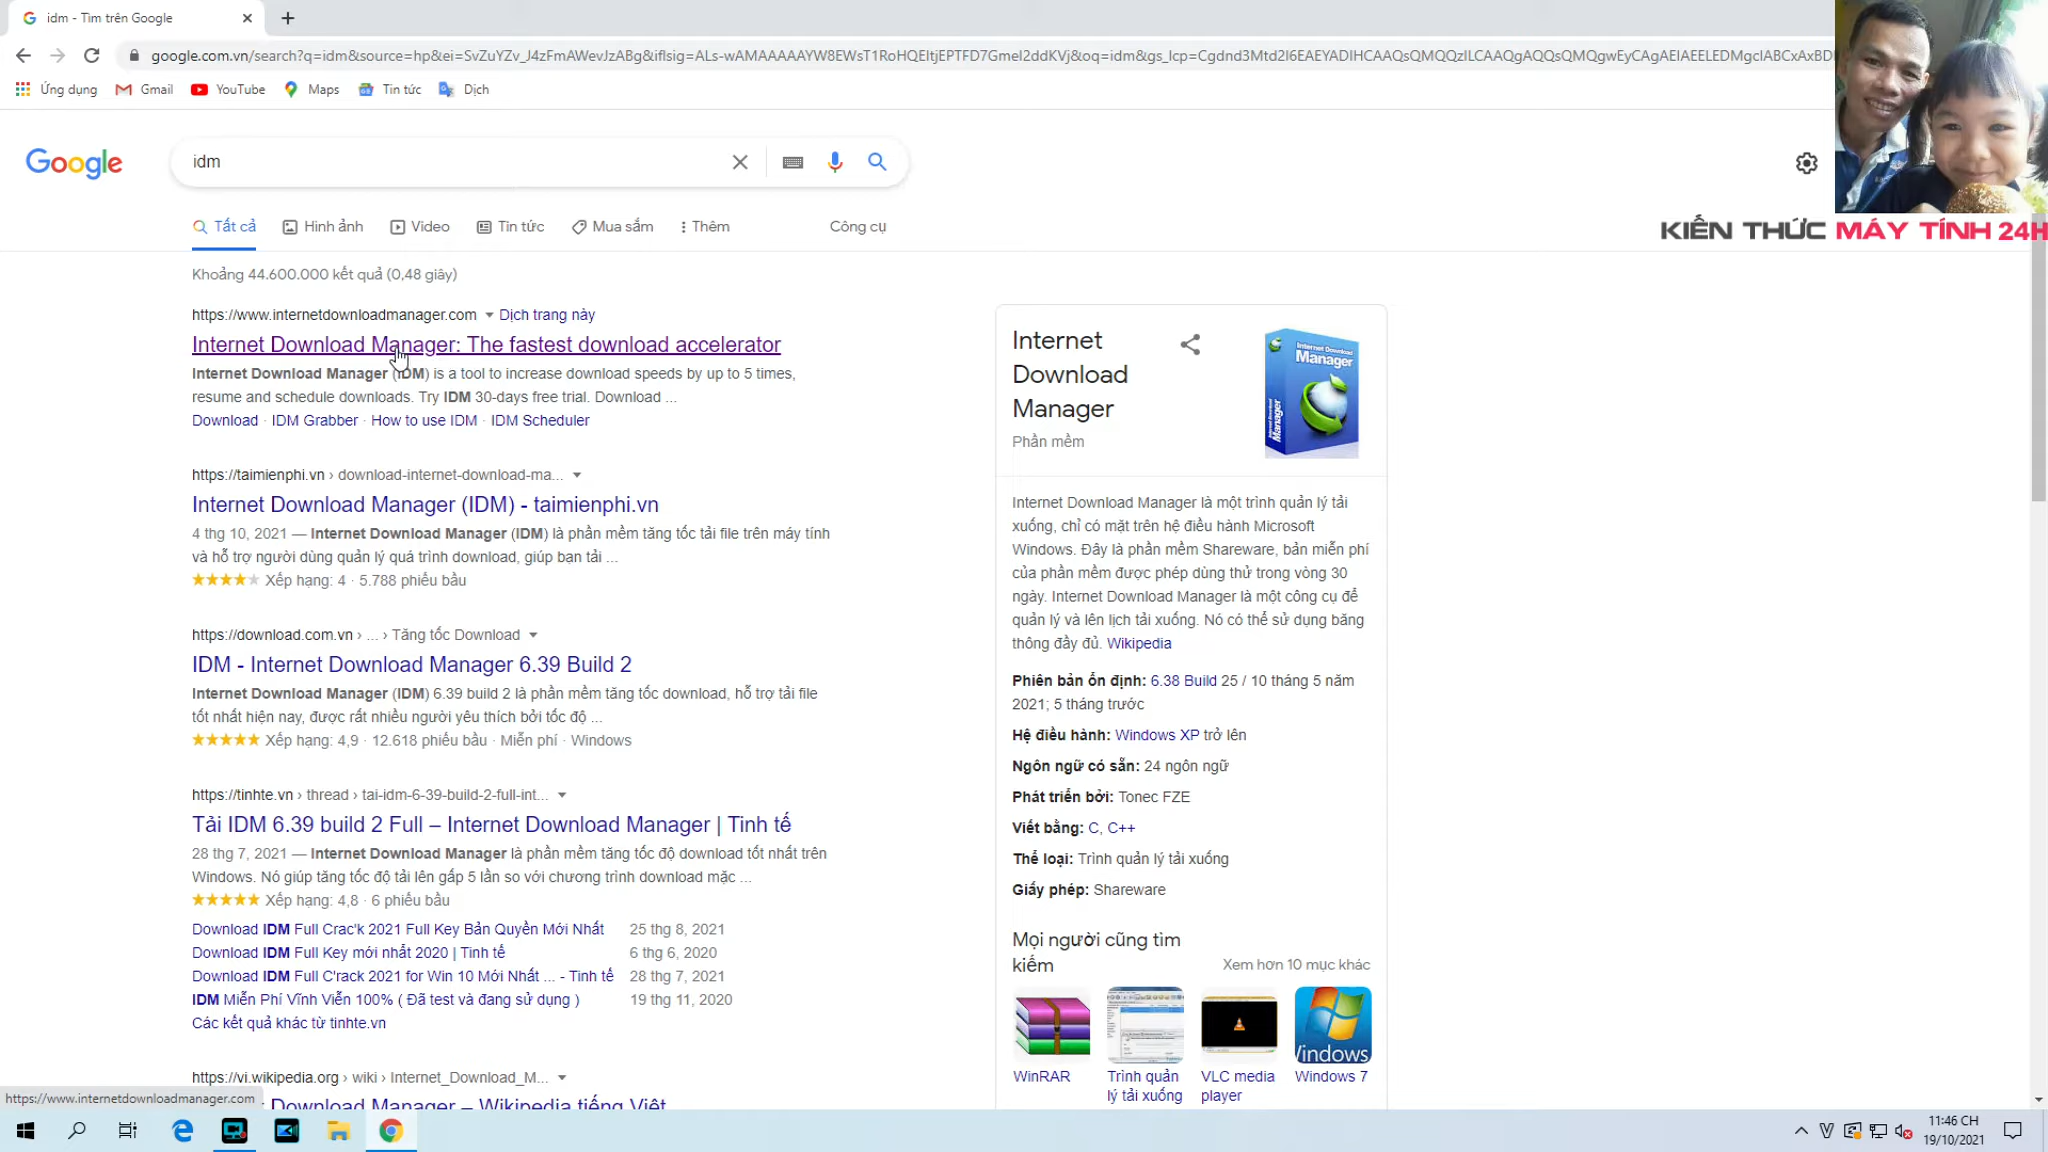 idm - Tìm trên Google
google.com.vn/search?q=idm&source=hp&ei=SvZuYZv_J4zFmAWevJzABg&iflsig=ALs-wAMAAAAAYW8EWsT1RoHQEItjEPTFD7GmeI2ddKVj&oq=idm&gs_lcp=Cgdnd3Mtd2l6EAEYADIHCAAQsQMQQzILCAAQgAQQsQMQgwEyCAgAEIAEELEDMgcIABCxAxBD
Ứng dụng Gmail YouTube Maps Tin tức Dịch
Google
idm
Tất cả Hình ảnh Video Tin tức Mua sắm Thêm Công cụ
KIẾN THỨC MÁY TÍNH 24H
Khoảng 44.600.000 kết quả (0,48 giây)
https://www.internetdownloadmanager.com Dịch trang này
Internet Download Manager: The fastest download accelerator
Internet Download Manager (IDM) is a tool to increase download speeds by up to 5 times,
resume and schedule downloads. Try IDM 30-days free trial. Download ...
Download · IDM Grabber · How to use IDM · IDM Scheduler
https://taimienphi.vn › download-internet-download-ma...
Internet Download Manager (IDM) - taimienphi.vn
4 thg 10, 2021 — Internet Download Manager (IDM) là phần mềm tăng tốc tải file trên máy tính
và hỗ trợ người dùng quản lý quá trình download, giúp bạn tải ...
Xếp hạng: 4 · 5.788 phiếu bầu
https://download.com.vn › ... › Tăng tốc Download
IDM - Internet Download Manager 6.39 Build 2
Internet Download Manager (IDM) 6.39 build 2 là phần mềm tăng tốc download, hỗ trợ tải file
tốt nhất hiện nay, được rất nhiều người yêu thích bởi tốc độ ...
Xếp hạng: 4,9 · 12.618 phiếu bầu · Miễn phí · Windows
https://tinhte.vn › thread › tai-idm-6-39-build-2-full-int...
Tải IDM 6.39 build 2 Full – Internet Download Manager | Tinh tế
28 thg 7, 2021 — Internet Download Manager là phần mềm tăng tốc độ download tốt nhất trên
Windows. Nó giúp tăng tốc độ tải lên gấp 5 lần so với chương trình download mặc ...
Xếp hạng: 4,8 · 6 phiếu bầu
Download IDM Full Crac'k 2021 Full Key Bản Quyền Mới Nhất 25 thg 8, 2021
Download IDM Full Key mới nhất 2020 | Tinh tế 6 thg 6, 2020
Download IDM Full C'rack 2021 for Win 10 Mới Nhất ... - Tinh tế 28 thg 7, 2021
IDM Miễn Phí Vĩnh Viễn 100% ( Đã test và đang sử dụng ) 19 thg 11, 2020
Các kết quả khác từ tinhte.vn
https://vi.wikipedia.org › wiki › Internet_Download_M...
Download Manager – Wikipedia tiếng Việt
https://www.internetdownloadmanager.com
Internet
Download
Manager
Phần mềm
Internet Download
Manager
Internet Download
Manager
Internet Download Manager là một trình quản lý tải
xuống, chỉ có mặt trên hệ điều hành Microsoft
Windows. Đây là phần mềm Shareware, bản miễn phí
của phần mềm được phép dùng thử trong vòng 30
ngày. Internet Download Manager là một công cụ để
quản lý và lên lịch tải xuống. Nó có thể sử dụng băng
thông đầy đủ. Wikipedia
Phiên bản ổn định: 6.38 Build 25 / 10 tháng 5 năm
2021; 5 tháng trước
Hệ điều hành: Windows XP trở lên
Ngôn ngữ có sẵn: 24 ngôn ngữ
Phát triển bởi: Tonec FZE
Viết bằng: C, C++
Thể loại: Trình quản lý tải xuống
Giấy phép: Shareware
Mọi người cũng tìm
kiếm
Xem hơn 10 mục khác
Windows
WinRAR
Trình quản
lý tải xuống
VLC media
player
Windows 7
11:46 CH
19/10/2021